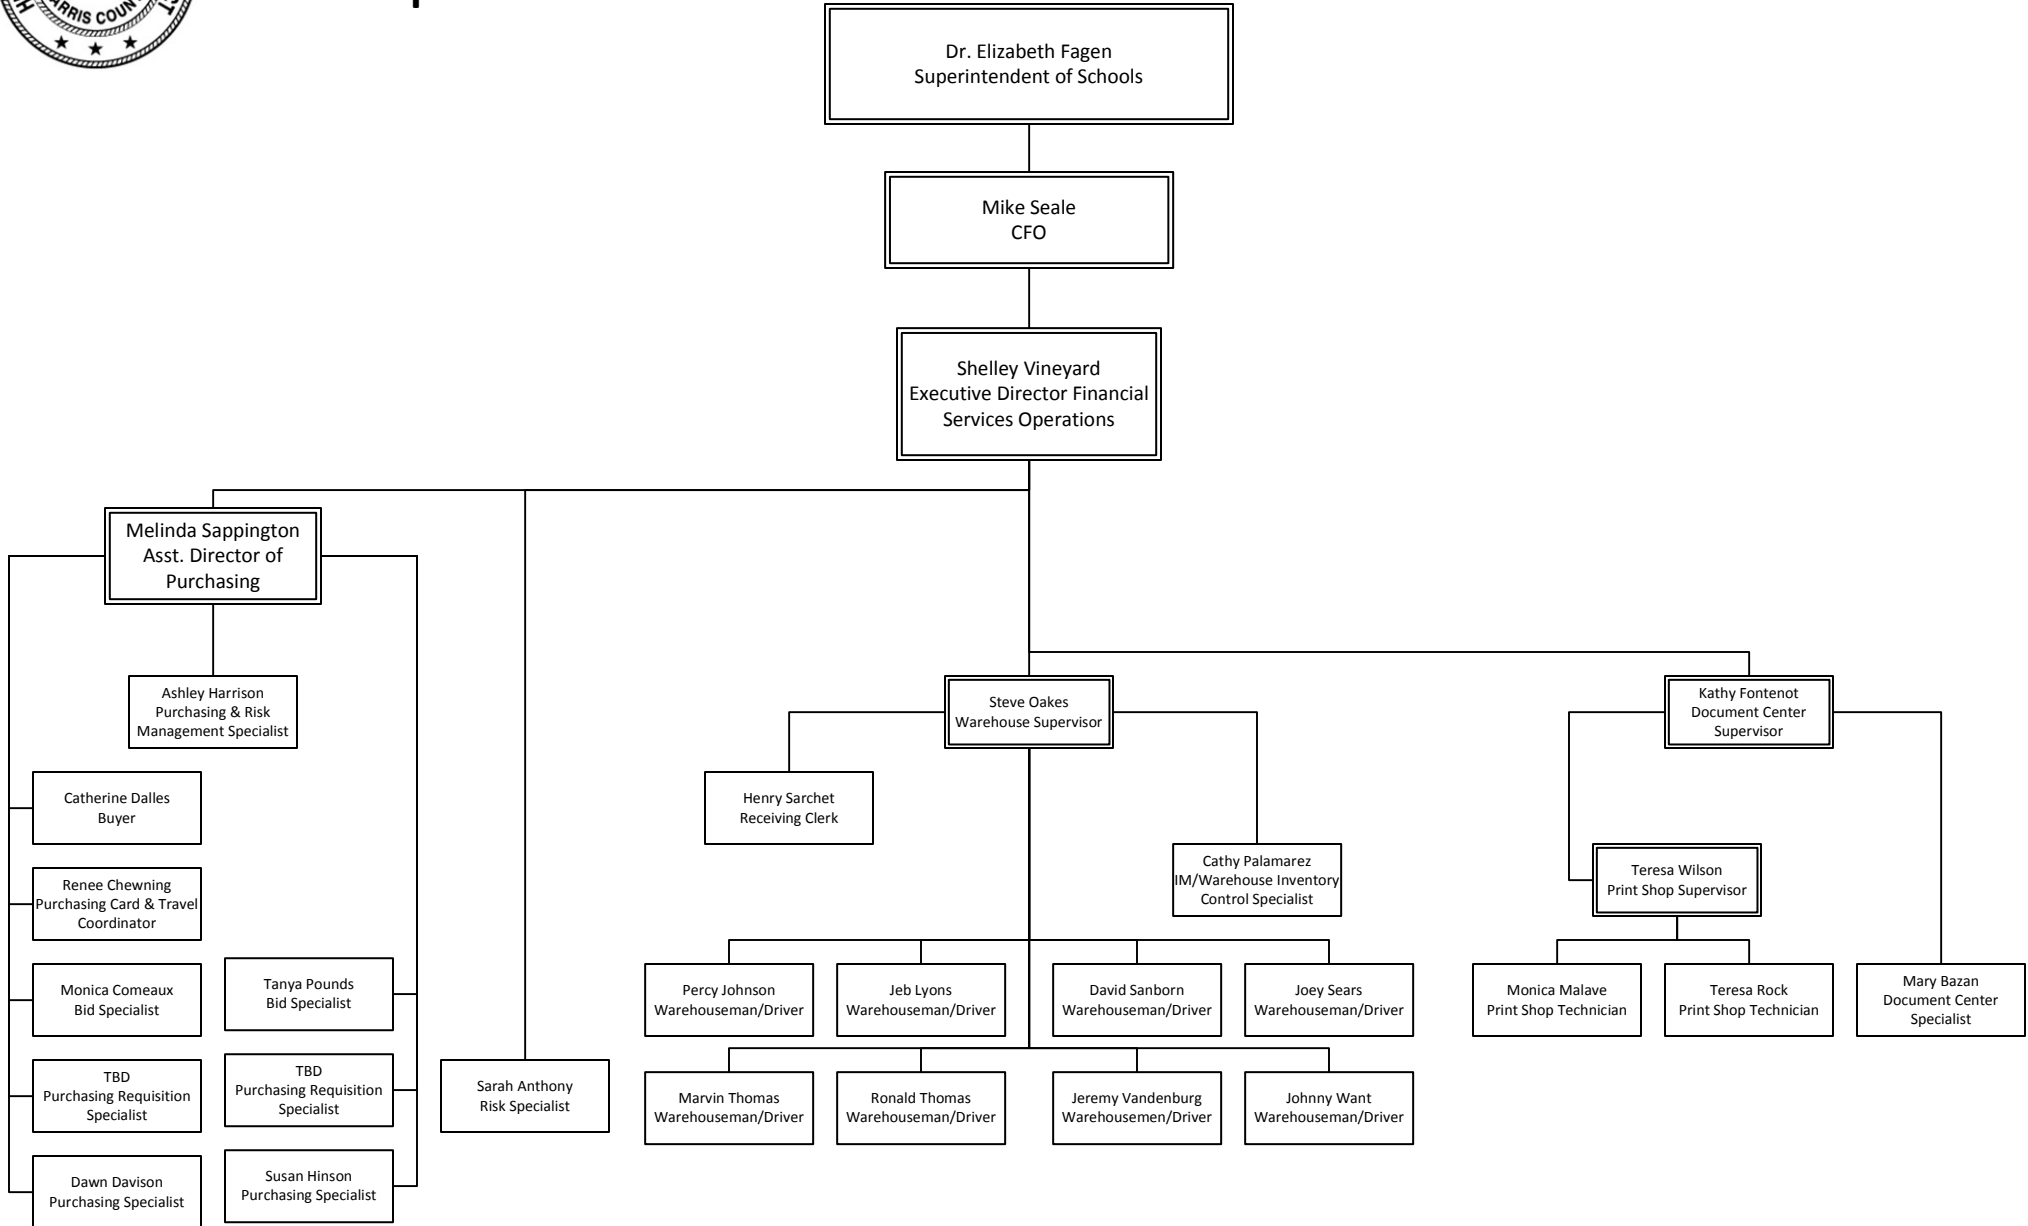 Dr. Elizabeth Fagen
Superintendent of Schools
Mike Seale
CFO
Shelley Vineyard
Executive Director Financial
Services Operations
Melinda Sappington
Asst. Director of
Purchasing
Ashley Harrison
Purchasing & Risk
Management Specialist
Catherine Dalles
Buyer
Renee Chewning
Purchasing Card & Travel
Coordinator
Monica Comeaux
Bid Specialist
TBD
Purchasing Requisition
Specialist
Dawn Davison
Purchasing Specialist
Tanya Pounds
Bid Specialist
TBD
Purchasing Requisition
Specialist
Susan Hinson
Purchasing Specialist
Sarah Anthony
Risk Specialist
Steve Oakes
Warehouse Supervisor
Henry Sarchet
Receiving Clerk
Cathy Palamarez
IM/Warehouse Inventory
Control Specialist
Percy Johnson
Warehouseman/Driver
Jeb Lyons
Warehouseman/Driver
David Sanborn
Warehouseman/Driver
Joey Sears
Warehouseman/Driver
Marvin Thomas
Warehouseman/Driver
Ronald Thomas
Warehouseman/Driver
Jeremy Vandenburg
Warehousemen/Driver
Johnny Want
Warehouseman/Driver
Kathy Fontenot
Document Center
Supervisor
Teresa Wilson
Print Shop Supervisor
Monica Malave
Print Shop Technician
Teresa Rock
Print Shop Technician
Mary Bazan
Document Center
Specialist